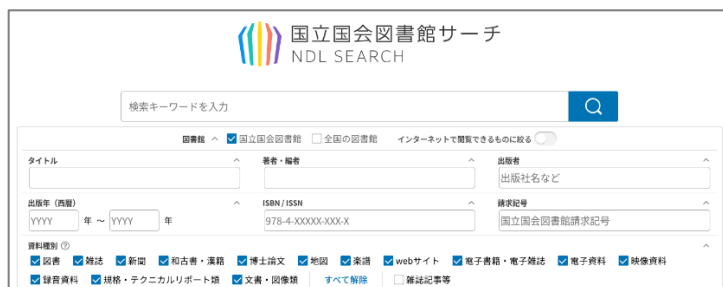 国立国会図書館サーチ
NDL SEARCH
検索キーワードを入力
図書館 国立国会図書館 全国の図書館 インターネットで閲覧できるものに絞る
タイトル 著者・編者 出版者
出版社名など
出版年(西暦) ISBN / ISSN 請求記号
YYYY 年 ~ YYYY 年 978-4-XXXXX-XXX-X 国立国会図書館請求記号
資料種別 ?
図書 雑誌 新聞 和古書・漢籍 博士論文 地図 楽譜 webサイト 電子書籍・電子雑誌 電子資料 映像資料
録音資料 規格・テクニカルリポート類 文書・図像類 すべて解除 雑誌記事等